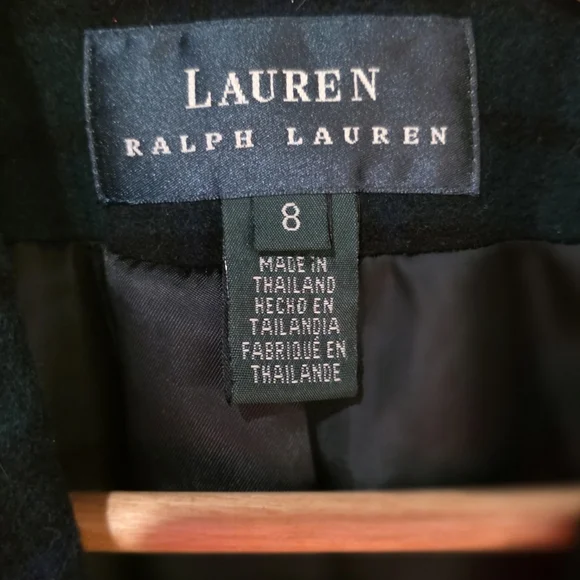 LAUREN
RALPH LAUREN
8
MADE IN
THAILAND
HECHO EN
TAILANDIA
FABRIQUÉ EN
THAILANDE